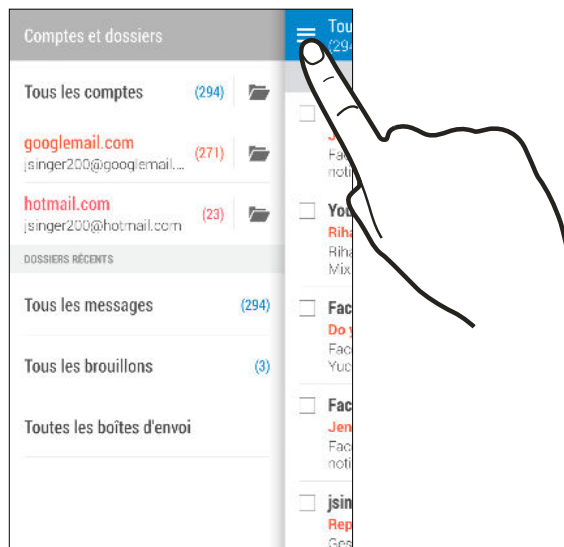 Comptes et dossiers
Tous les comptes (294)
googlemail.com (271)
jsinger200@googlemail....
hotmail.com (23)
jsinger200@hotmail.com
DOSSIERS RÉCENTS
Tous les messages (294)
Tous les brouillons (3)
Toutes les boîtes d'envoi
Tou
(294
J
Fac
noti
You
Riha
Riha
Mix
Fac
Do y
Fac
Yuc
Fac
Jen
Fac
noti
jsin
Rep
Ges